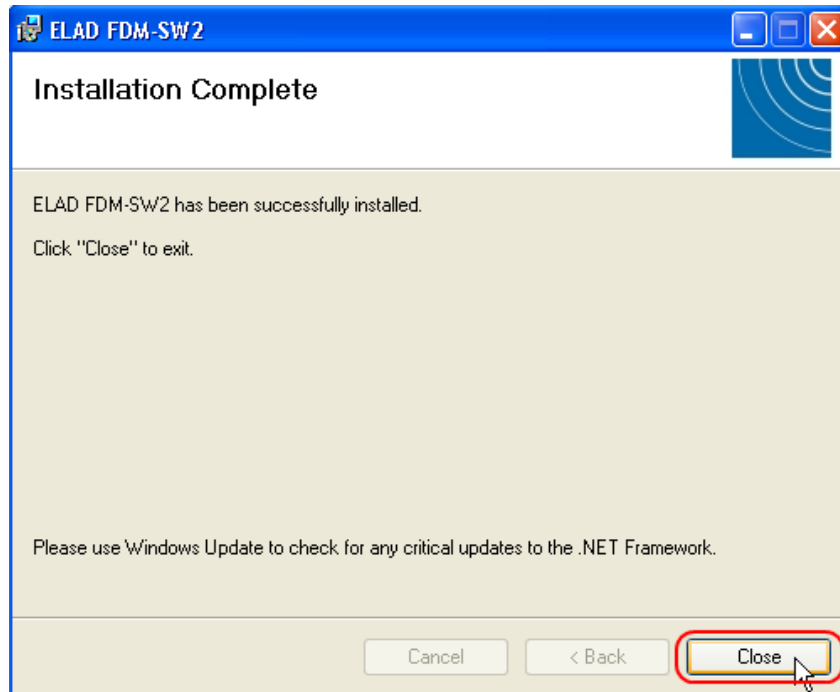 ELAD FDM-SW2
Installation Complete
ELAD FDM-SW2 has been successfully installed.
Click "Close" to exit.
Please use Windows Update to check for any critical updates to the .NET Framework.
Cancel
< Back
Close